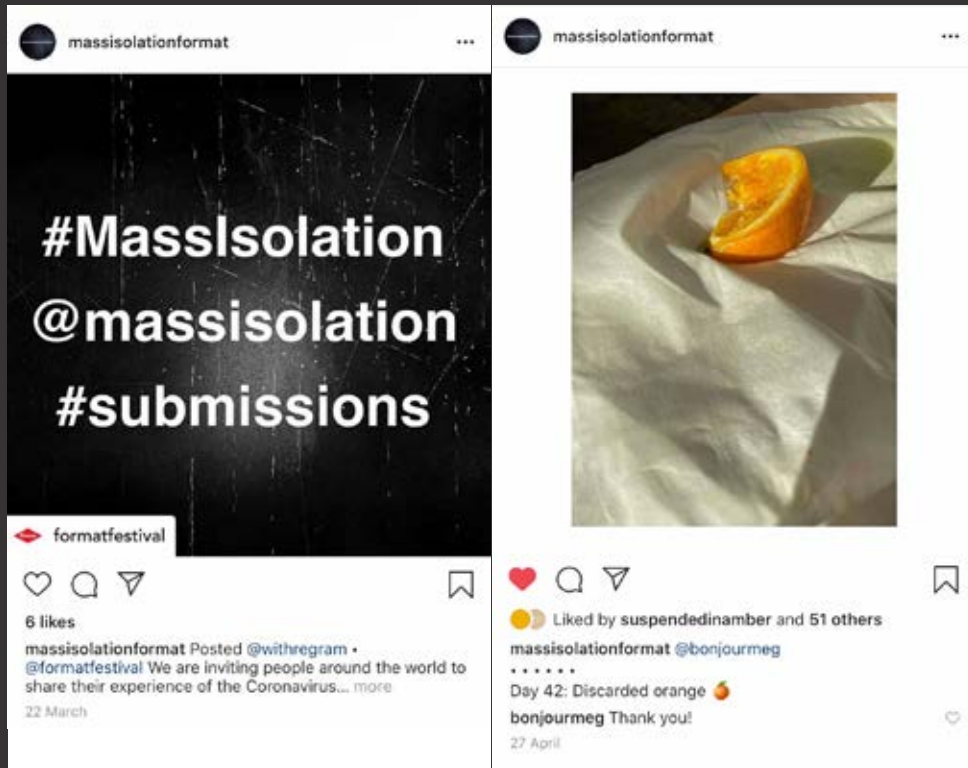 massisolationformat
#MassIsolation
@massisolation
#submissions
formatfestival
6 likes
massisolationformat Posted @withregram •
@formatfestival We are inviting people around the world to
share their experience of the Coronavirus... more
22 March
massisolationformat
Liked by suspendedinamber and 51 others
massisolationformat @bonjourmeg
• • • • • •
Day 42: Discarded orange 🍊
bonjourmeg Thank you!
27 April